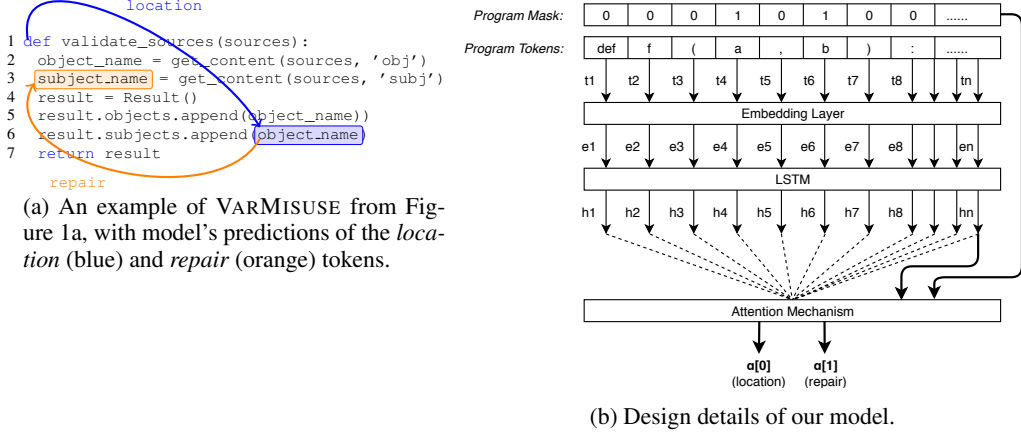 location
1 def validate_sources(sources):
2 object_name = get_content(sources, 'obj')
3 subject_name = get_content(sources, 'subj')
4 result = Result()
5 result.objects.append(object_name))
6 result.subjects.append(object_name)
7 return result
repair
(a) An example of VARMISUSE from Fig-
ure 1a, with model's predictions of the loca-
tion (blue) and repair (orange) tokens.
Program Mask: 0 0 0 1 0 1 0 0 ......
Program Tokens: def f ( a , b ) : ......
t1 t2 t3 t4 t5 t6 t7 t8 tn
Embedding Layer
e1 e2 e3 e4 e5 e6 e7 e8 en
LSTM
h1 h2 h3 h4 h5 h6 h7 h8 hn
Attention Mechanism
α[0] α[1]
(location) (repair)
(b) Design details of our model.